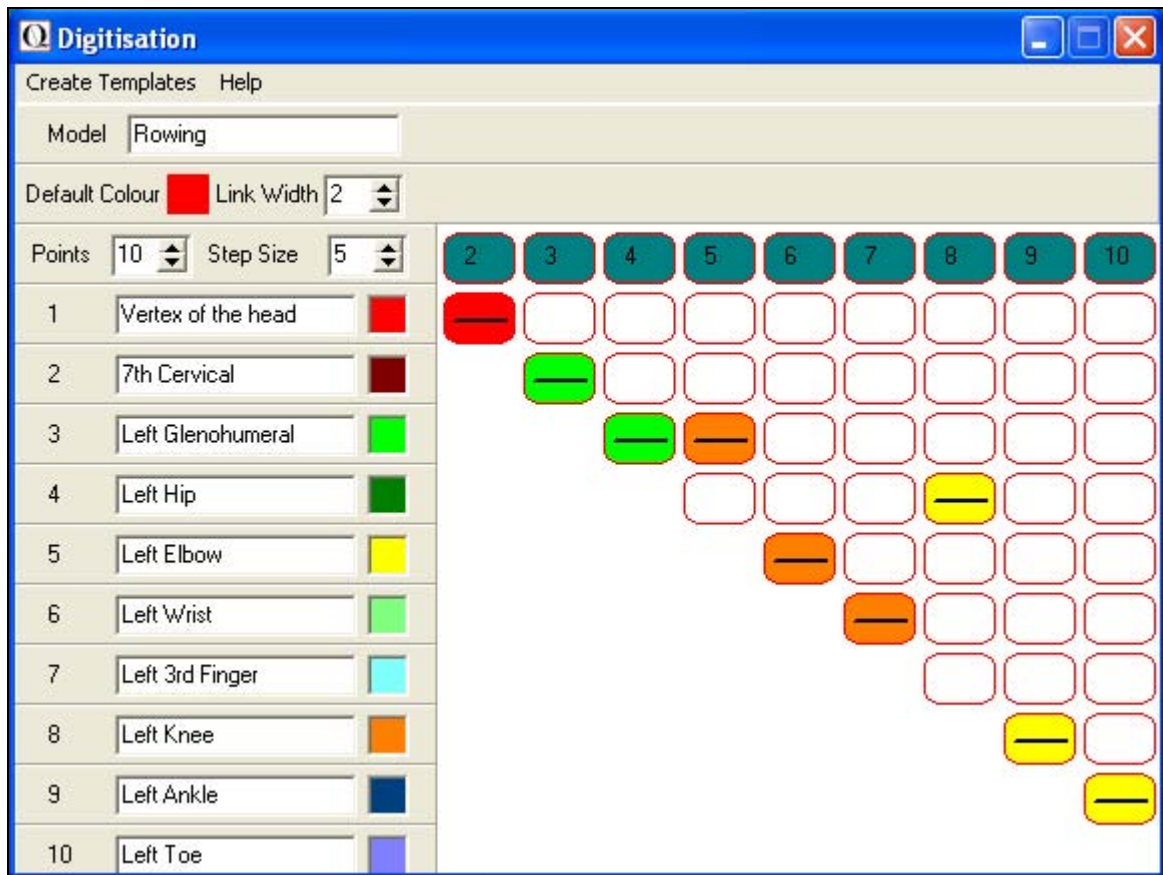 Digitisation
Create Templates Help
Model Rowing
Default Colour Link Width 2
Points 10 Step Size 5 2 3 4 5 6 7 8 9 10
1 Vertex of the head
2 7th Cervical
3 Left Glenohumeral
4 Left Hip
5 Left Elbow
6 Left Wrist
7 Left 3rd Finger
8 Left Knee
9 Left Ankle
10 Left Toe